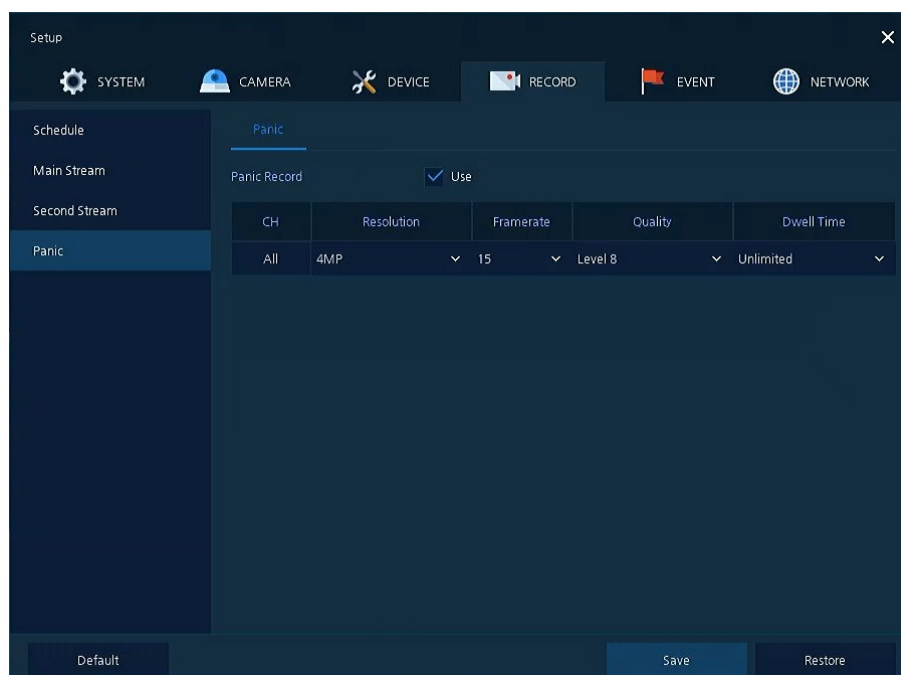 Setup
SYSTEM CAMERA DEVICE RECORD EVENT NETWORK
Schedule
Main Stream
Second Stream
Panic
Panic
Panic Record Use
CH Resolution Framerate Quality Dwell Time
All 4MP 15 Level 8 Unlimited
Default Save Restore